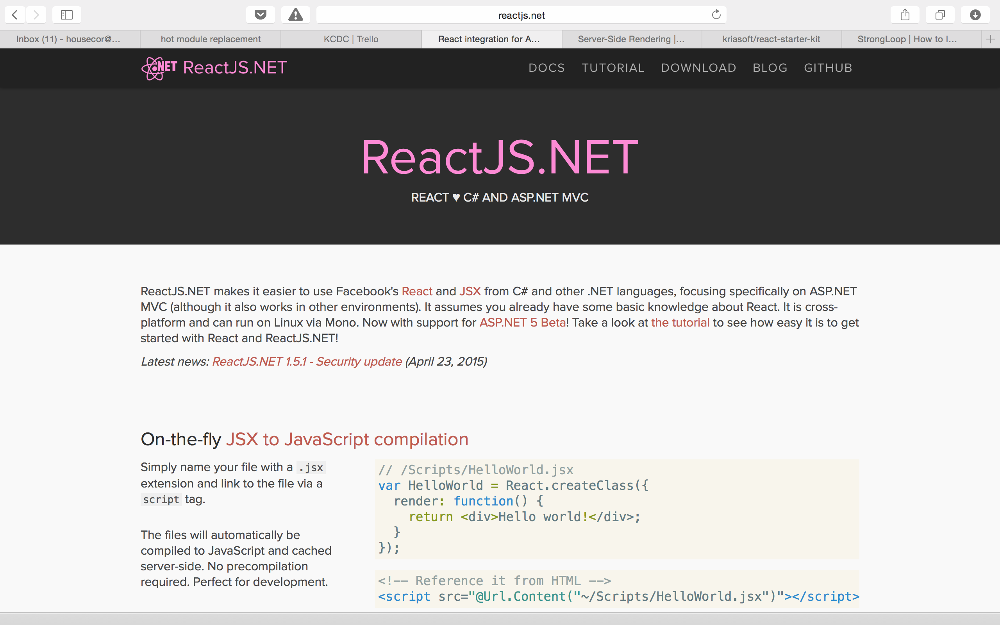 reactjs.net
Inbox (11) - housecor@...
hot module replacement
KCDC | Trello
React integration for A...
Server-Side Rendering |...
kriasoft/react-starter-kit
StrongLoop | How to I...
.NET ReactJS.NET
DOCS TUTORIAL DOWNLOAD BLOG GITHUB
ReactJS.NET
REACT ♥ C# AND ASP.NET MVC
ReactJS.NET makes it easier to use Facebook's React and JSX from C# and other .NET languages, focusing specifically on ASP.NET
MVC (although it also works in other environments). It assumes you already have some basic knowledge about React. It is cross-
platform and can run on Linux via Mono. Now with support for ASP.NET 5 Beta! Take a look at the tutorial to see how easy it is to get
started with React and ReactJS.NET!
Latest news: ReactJS.NET 1.5.1 - Security update (April 23, 2015)
On-the-fly JSX to JavaScript compilation
Simply name your file with a .jsx
extension and link to the file via a
script tag.
The files will automatically be
compiled to JavaScript and cached
server-side. No precompilation
required. Perfect for development.
// /Scripts/HelloWorld.jsx
var HelloWorld = React.createClass({
  render: function() {
    return <div>Hello world!</div>;
  }
});
<!-- Reference it from HTML -->
<script src="@Url.Content("~/Scripts/HelloWorld.jsx")"></script>